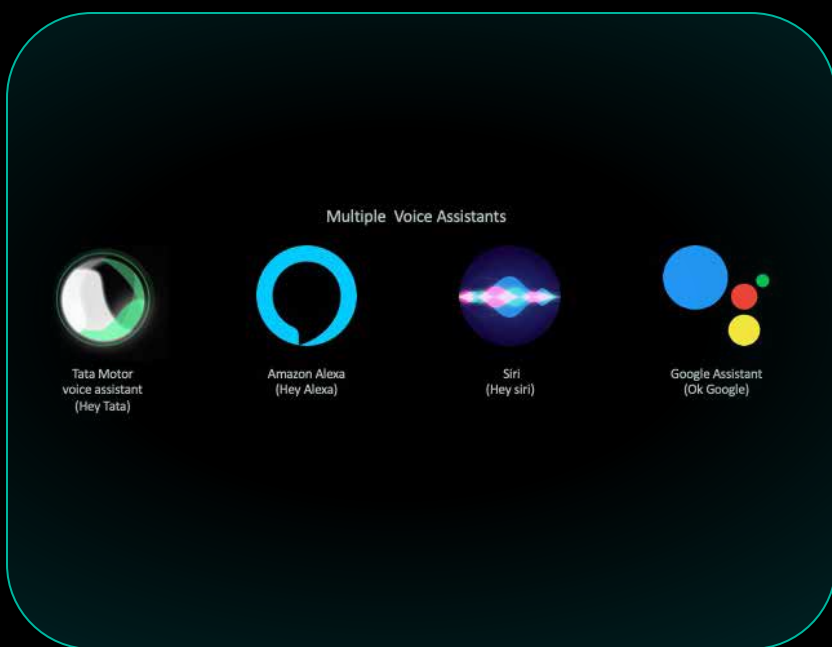 Multiple Voice Assistants
Tata Motor
voice assistant
(Hey Tata)
Amazon Alexa
(Hey Alexa)
Siri
(Hey siri)
Google Assistant
(Ok Google)